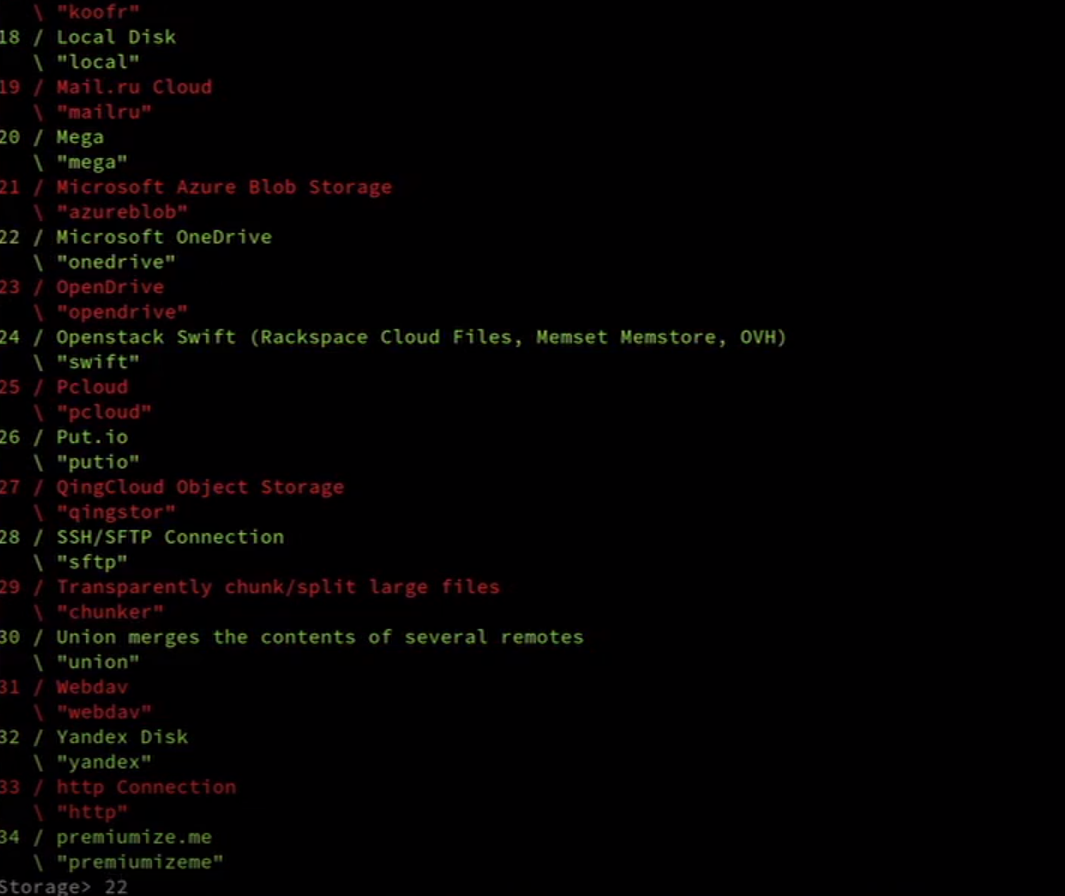 \ "koofr"
18 / Local Disk
\ "local"
19 / Mail.ru Cloud
\ "mailru"
20 / Mega
\ "mega"
21 / Microsoft Azure Blob Storage
\ "azureblob"
22 / Microsoft OneDrive
\ "onedrive"
23 / OpenDrive
\ "opendrive"
24 / Openstack Swift (Rackspace Cloud Files, Memset Memstore, OVH)
\ "swift"
25 / Pcloud
\ "pcloud"
26 / Put.io
\ "putio"
27 / QingCloud Object Storage
\ "qingstor"
28 / SSH/SFTP Connection
\ "sftp"
29 / Transparently chunk/split large files
\ "chunker"
30 / Union merges the contents of several remotes
\ "union"
31 / Webdav
\ "webdav"
32 / Yandex Disk
\ "yandex"
33 / http Connection
\ "http"
34 / premiumize.me
\ "premiumizeme"
Storage> 22